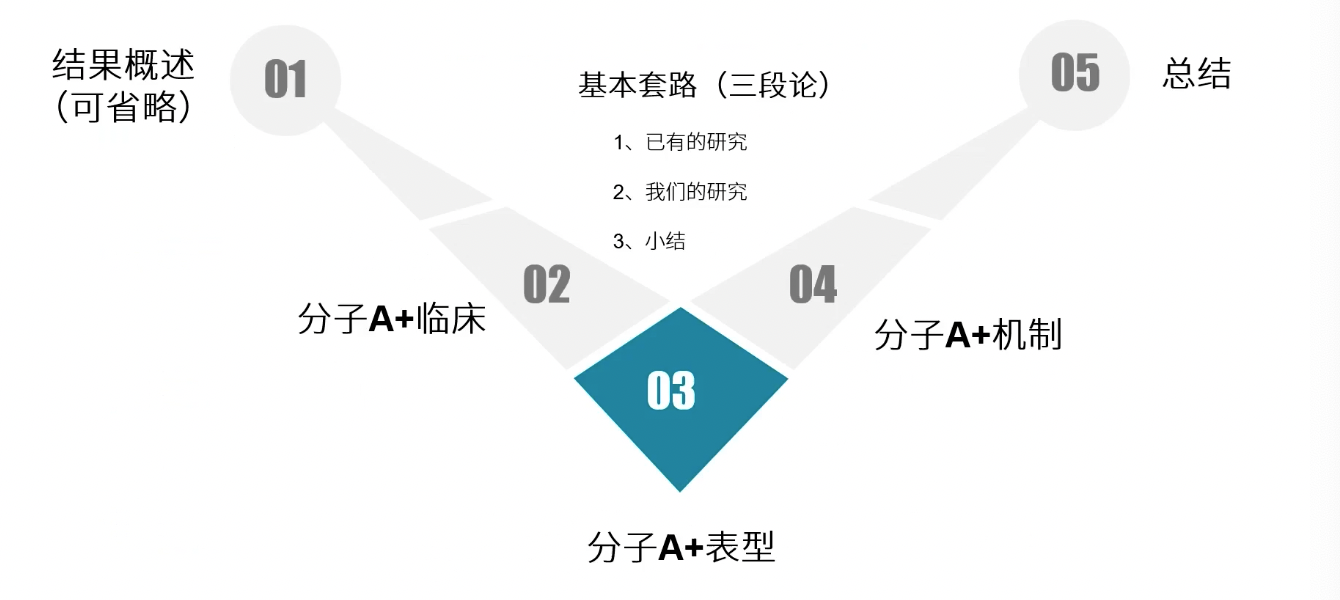 结果概述
（可省略）
01
基本套路（三段论）
1、已有的研究
2、我们的研究
3、小结
05
总结
02
分子A+临床
04
分子A+机制
03
分子A+表型